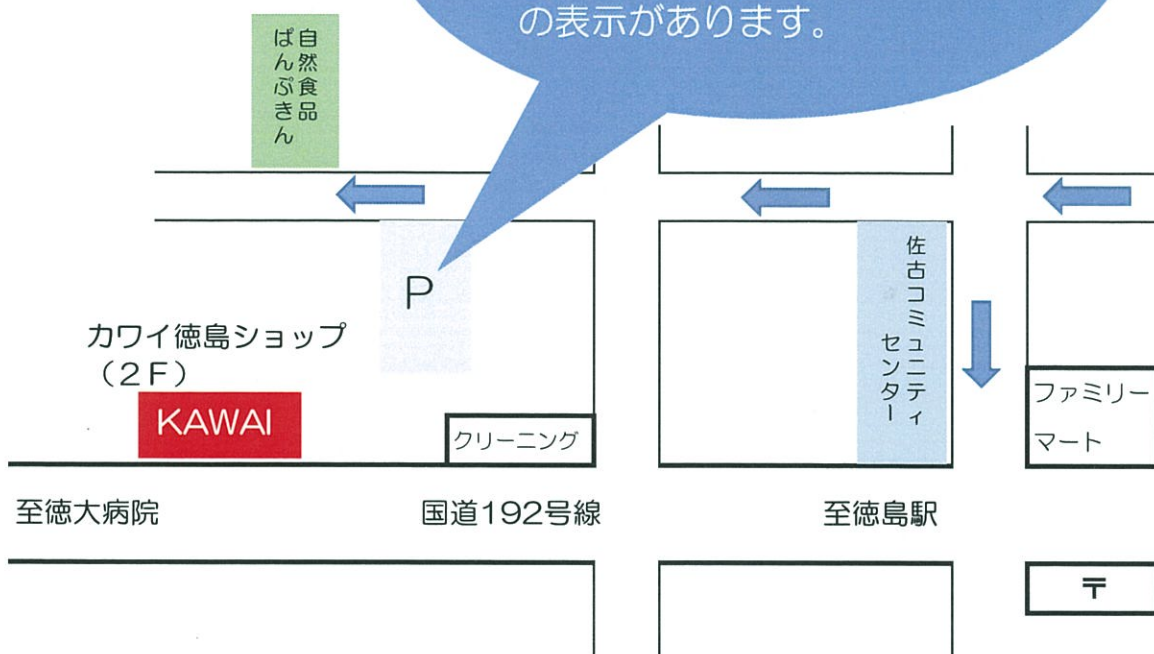 の表示があります。
自然食品
ぱんぷきん
P
佐古コミュニティ
センター
カワイ徳島ショップ
(2F)
KAWAI
クリーニング
ファミリー
マート
至徳大病院
国道192号線
至徳島駅
〒